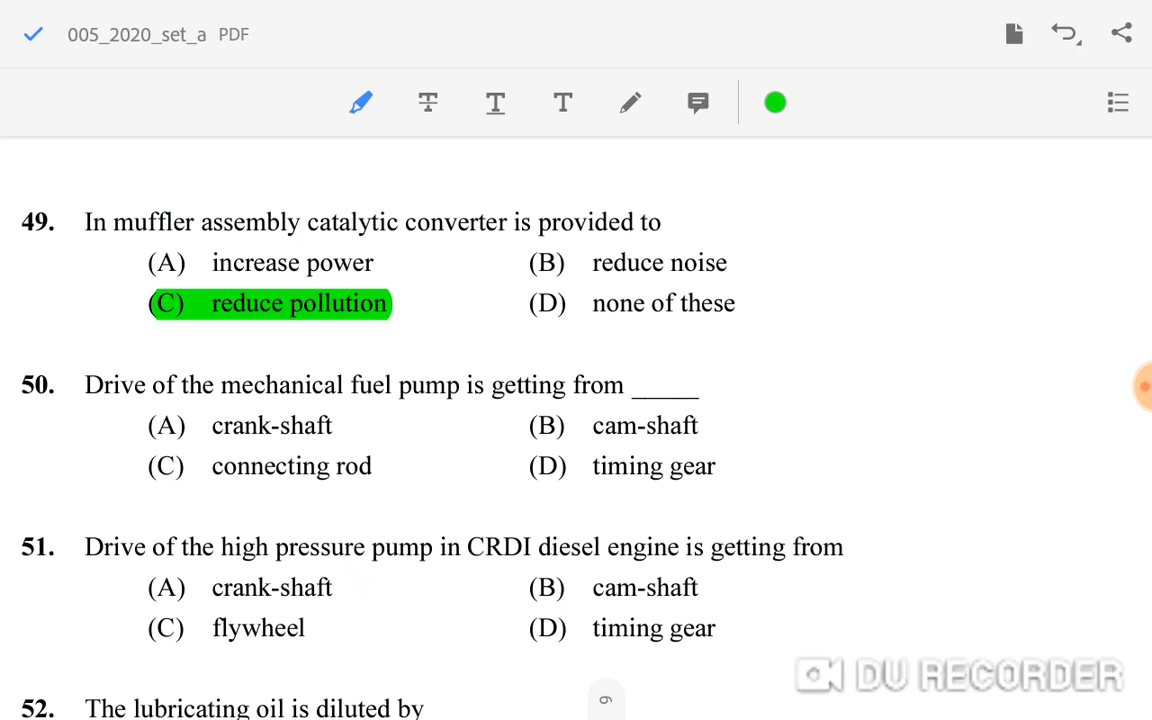 005_2020_set_a PDF
49. In muffler assembly catalytic converter is provided to
(A) increase power (B) reduce noise
(C) reduce pollution (D) none of these
50. Drive of the mechanical fuel pump is getting from _____
(A) crank-shaft (B) cam-shaft
(C) connecting rod (D) timing gear
51. Drive of the high pressure pump in CRDI diesel engine is getting from
(A) crank-shaft (B) cam-shaft
(C) flywheel (D) timing gear
DU RECORDER
52. The lubricating oil is diluted by
6